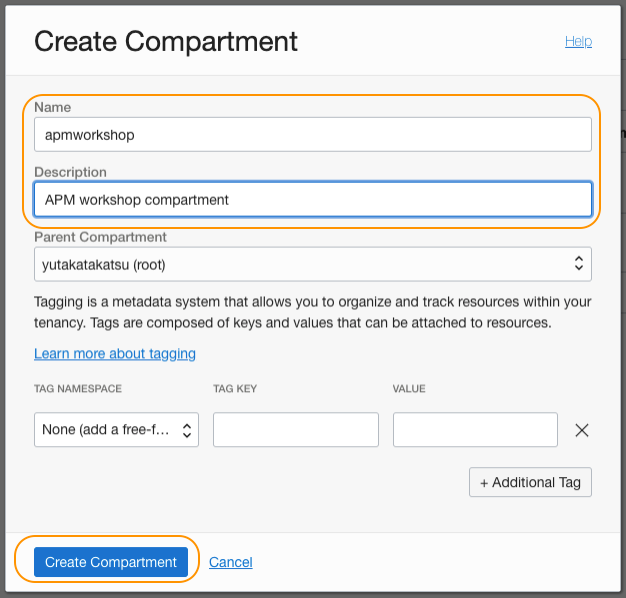 Create Compartment
Help
Name
apmworkshop
Description
APM workshop compartment
Parent Compartment
yutakatakatsu (root)
Tagging is a metadata system that allows you to organize and track resources within your
tenancy. Tags are composed of keys and values that can be attached to resources.
Learn more about tagging
TAG NAMESPACE TAG KEY VALUE
None (add a free-f...
+ Additional Tag
Create Compartment Cancel